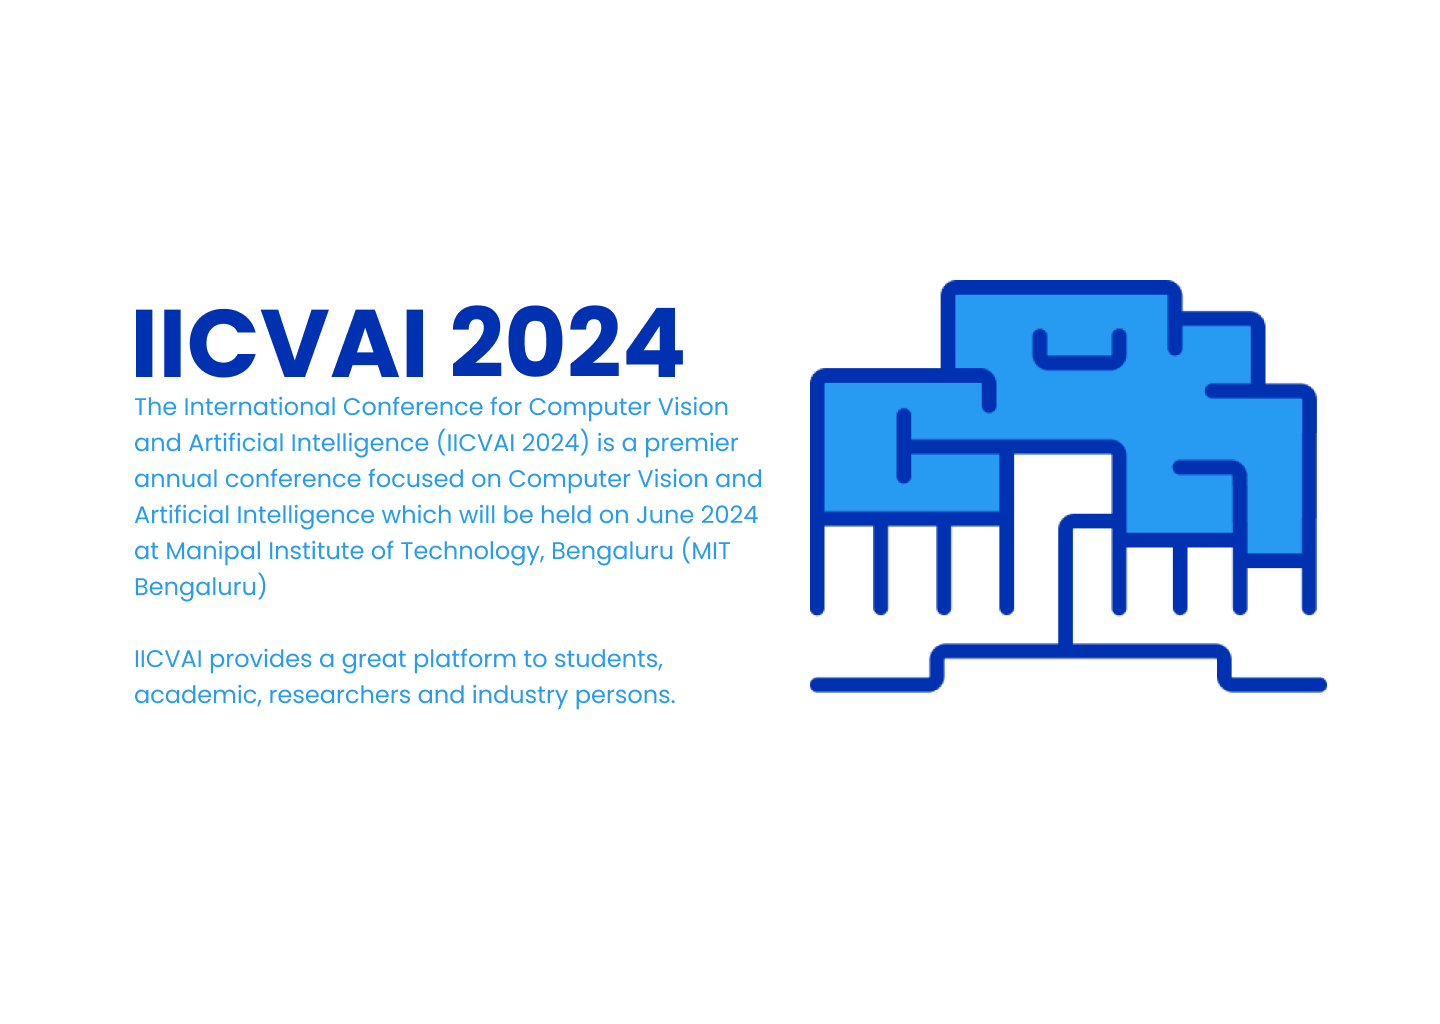 IICVAI 2024
The International Conference for Computer Vision
and Artificial Intelligence (IICVAI 2024) is a premier
annual conference focused on Computer Vision and
Artificial Intelligence which will be held on June 2024
at Manipal Institute of Technology, Bengaluru (MIT
Bengaluru)
IICVAI provides a great platform to students,
academic, researchers and industry persons.